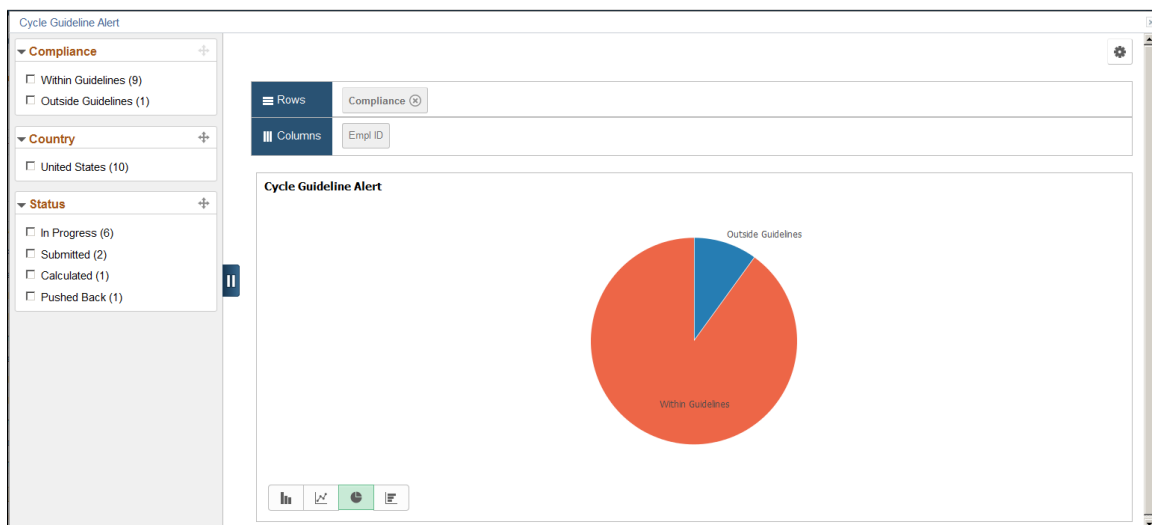 Cycle Guideline Alert
Compliance
Within Guidelines (9)
Outside Guidelines (1)
Country
United States (10)
Status
In Progress (6)
Submitted (2)
Calculated (1)
Pushed Back (1)
Rows
Compliance
Columns
Empl ID
Cycle Guideline Alert
Outside Guidelines
Within Guidelines